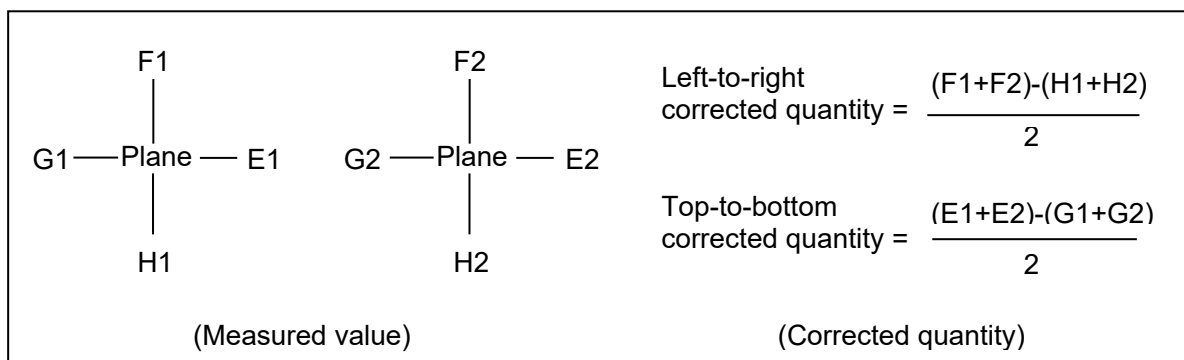 F1
G1 Plane E1
H1
F2
G2 Plane E2
H2
(Measured value)
Left-to-right
corrected quantity = (F1+F2)-(H1+H2)
2
Top-to-bottom
corrected quantity = (E1+E2)-(G1+G2)
2
(Corrected quantity)